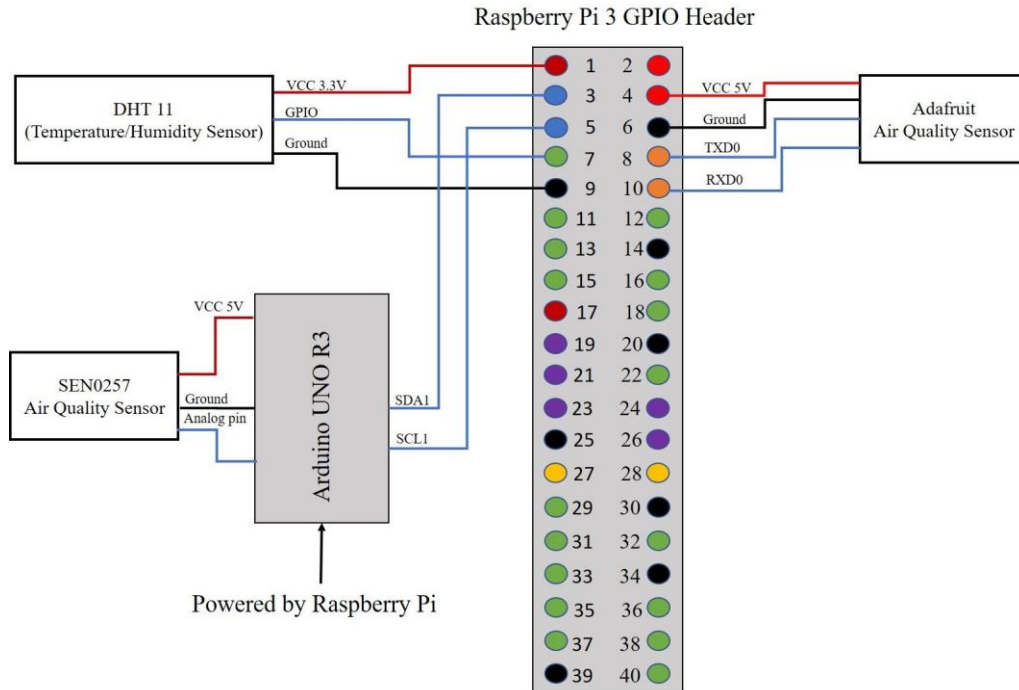 Raspberry Pi 3 GPIO Header
DHT 11
(Temperature/Humidity Sensor)
VCC 3.3V
GPIO
Ground
1 2
3 4
5 6
7 8
9 10
11 12
13 14
15 16
17 18
19 20
21 22
23 24
25 26
27 28
29 30
31 32
33 34
35 36
37 38
39 40
VCC 5V
Ground
TXD0
RXD0
Adafruit
Air Quality Sensor
SEN0257
Air Quality Sensor
VCC 5V
Ground
Analog pin
Arduino UNO R3
SDA1
SCL1
Powered by Raspberry Pi